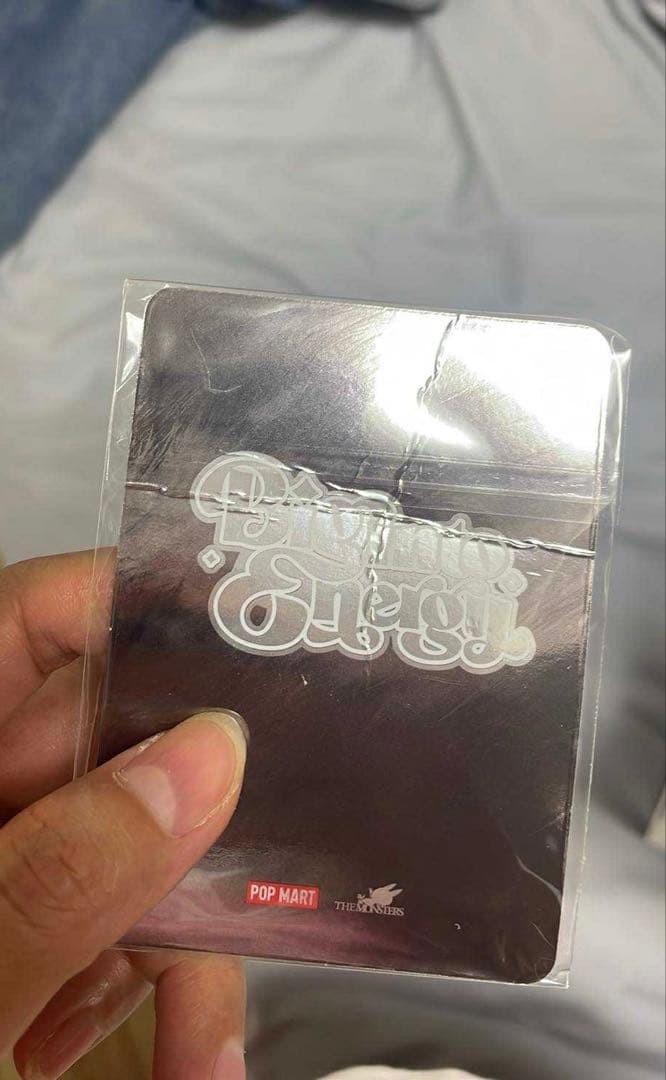 Big into
Energy
POP MART
THE MONSTERS